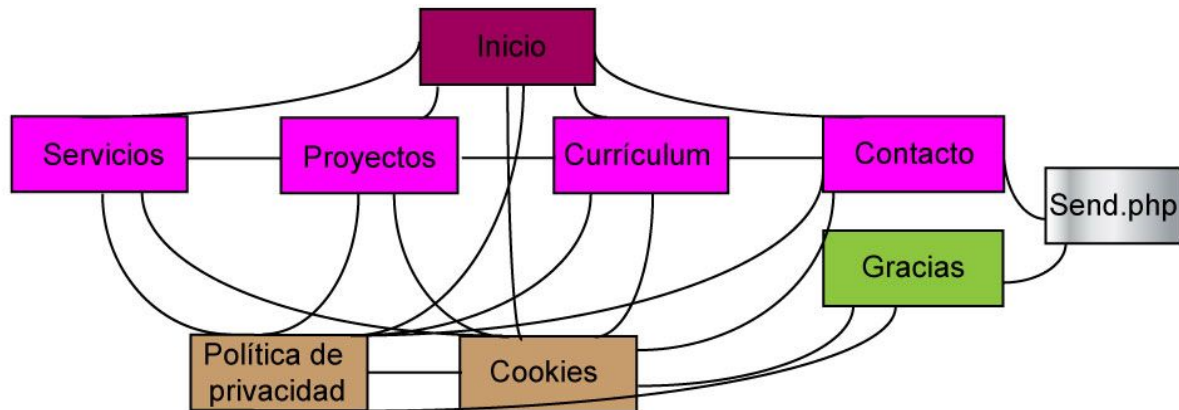 Inicio
Servicios
Proyectos
Currículum
Contacto
Send.php
Gracias
Política de
privacidad
Cookies